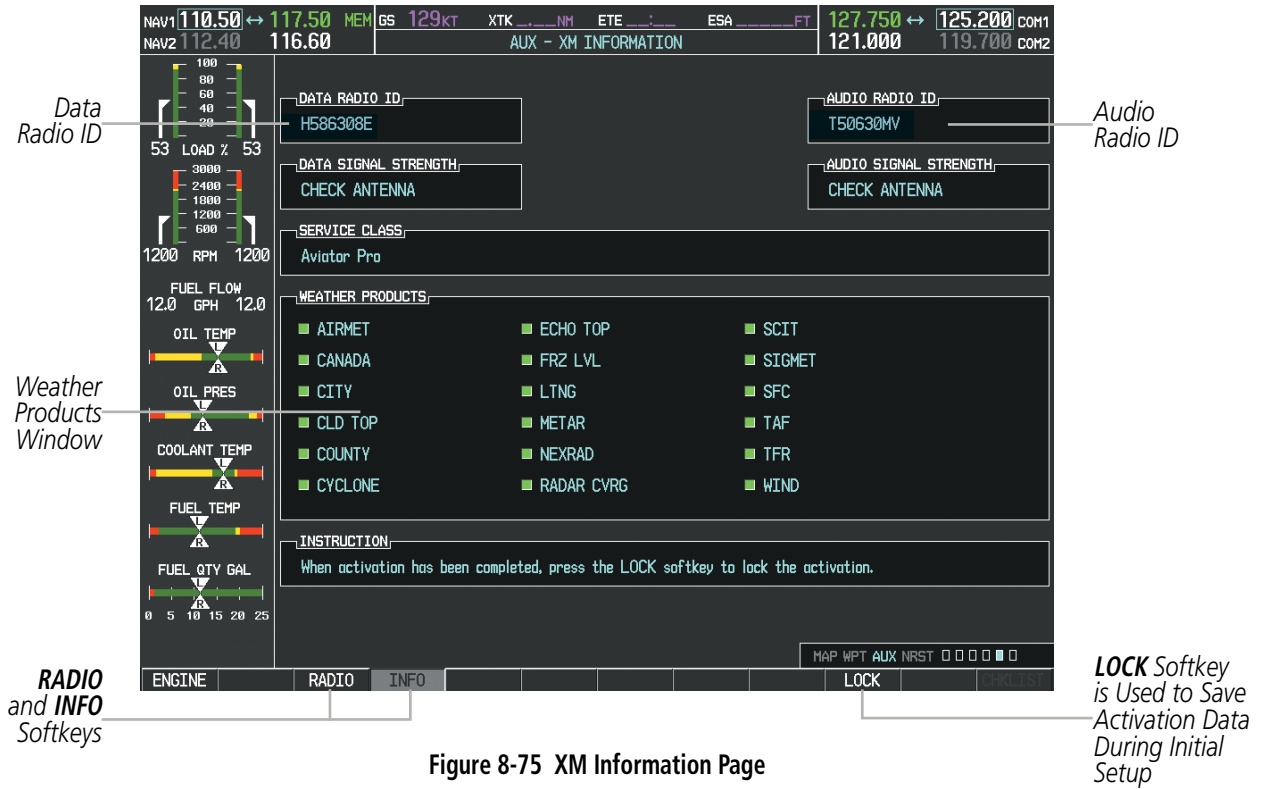 NAV1 110.50 ↔ 117.50 MEM GS 129KT XTK __.__NM ETE __:__ ESA ______FT 127.750 ↔ 125.200 COM1
NAV2 112.40 116.60 AUX - XM INFORMATION 121.000 119.700 COM2
100
80
60
40
20
53 LOAD % 53
3000
2400
1800
1200
600
1200 RPM 1200
FUEL FLOW
12.0 GPH 12.0
OIL TEMP
L
R
OIL PRES
L
R
COOLANT TEMP
L
R
FUEL TEMP
L
R
FUEL QTY GAL
L
R
0 5 10 15 20 25
Data
Radio ID
DATA RADIO ID
H586308E
AUDIO RADIO ID
T50630MV
Audio
Radio ID
DATA SIGNAL STRENGTH
CHECK ANTENNA
AUDIO SIGNAL STRENGTH
CHECK ANTENNA
SERVICE CLASS
Aviator Pro
Weather
Products
Window
WEATHER PRODUCTS
AIRMET ECHO TOP SCIT
CANADA FRZ LVL SIGMET
CITY LTNG SFC
CLD TOP METAR TAF
COUNTY NEXRAD TFR
CYCLONE RADAR CVRG WIND
INSTRUCTION
When activation has been completed, press the LOCK softkey to lock the activation.
MAP WPT AUX NRST
ENGINE RADIO INFO LOCK CHKLIST
RADIO
and INFO
Softkeys
LOCK Softkey
is Used to Save
Activation Data
During Initial
Setup
Figure 8-75 XM Information Page